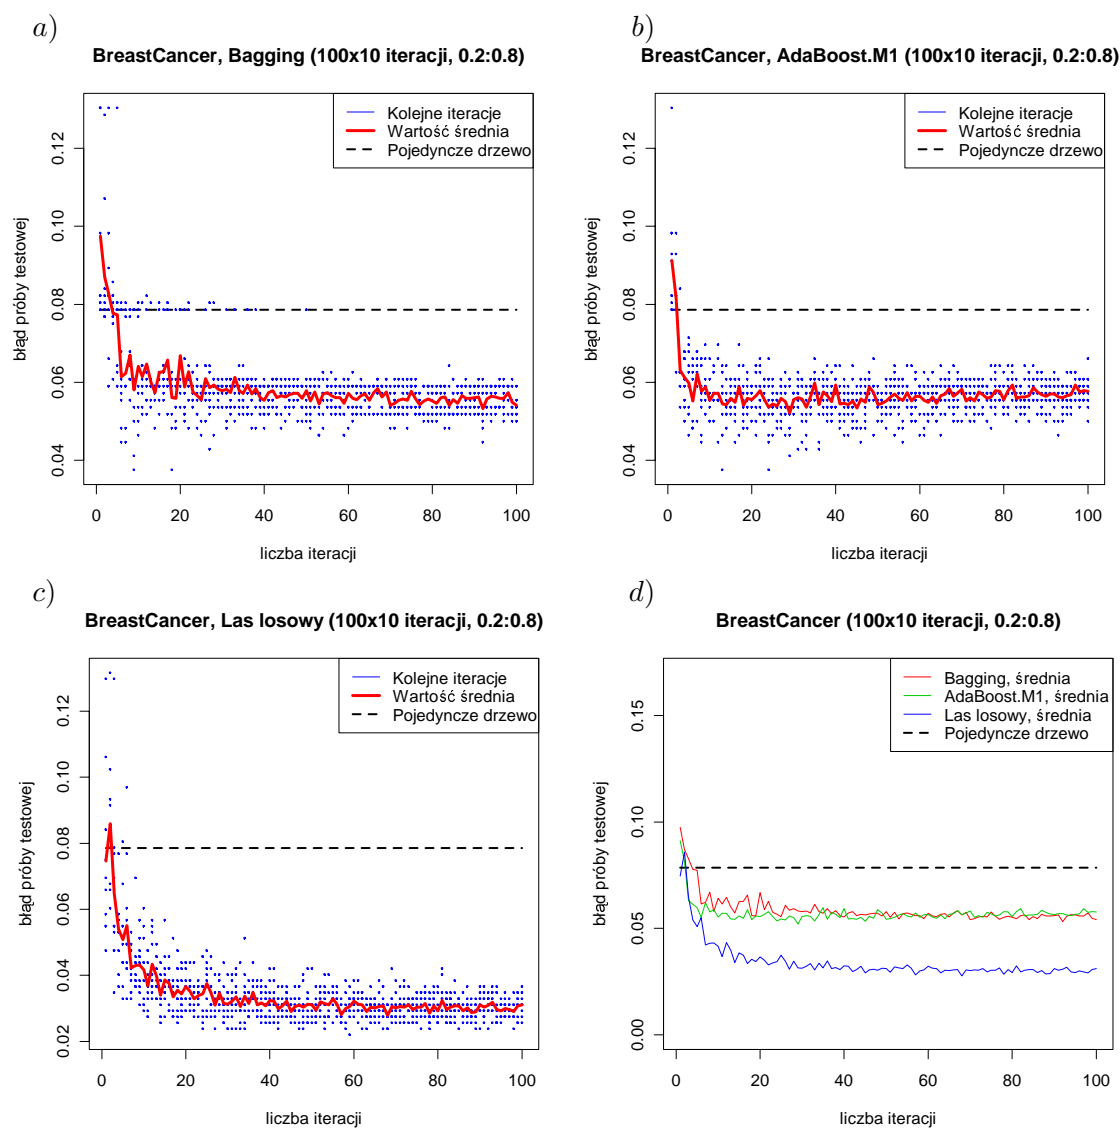 a)
BreastCancer, Bagging (100x10 iteracji, 0.2:0.8)
Kolejne iteracje
Wartość średnia
Pojedyncze drzewo
błąd próby testowej
0.12
0.10
0.08
0.06
0.04
0 20 40 60 80 100
liczba iteracji
b)
BreastCancer, AdaBoost.M1 (100x10 iteracji, 0.2:0.8)
Kolejne iteracje
Wartość średnia
Pojedyncze drzewo
błąd próby testowej
0.12
0.10
0.08
0.06
0.04
0 20 40 60 80 100
liczba iteracji
c)
BreastCancer, Las losowy (100x10 iteracji, 0.2:0.8)
Kolejne iteracje
Wartość średnia
Pojedyncze drzewo
błąd próby testowej
0.12
0.10
0.08
0.06
0.04
0.02
0 20 40 60 80 100
liczba iteracji
d)
BreastCancer (100x10 iteracji, 0.2:0.8)
Bagging, średnia
AdaBoost.M1, średnia
Las losowy, średnia
Pojedyncze drzewo
błąd próby testowej
0.15
0.10
0.05
0.00
0 20 40 60 80 100
liczba iteracji